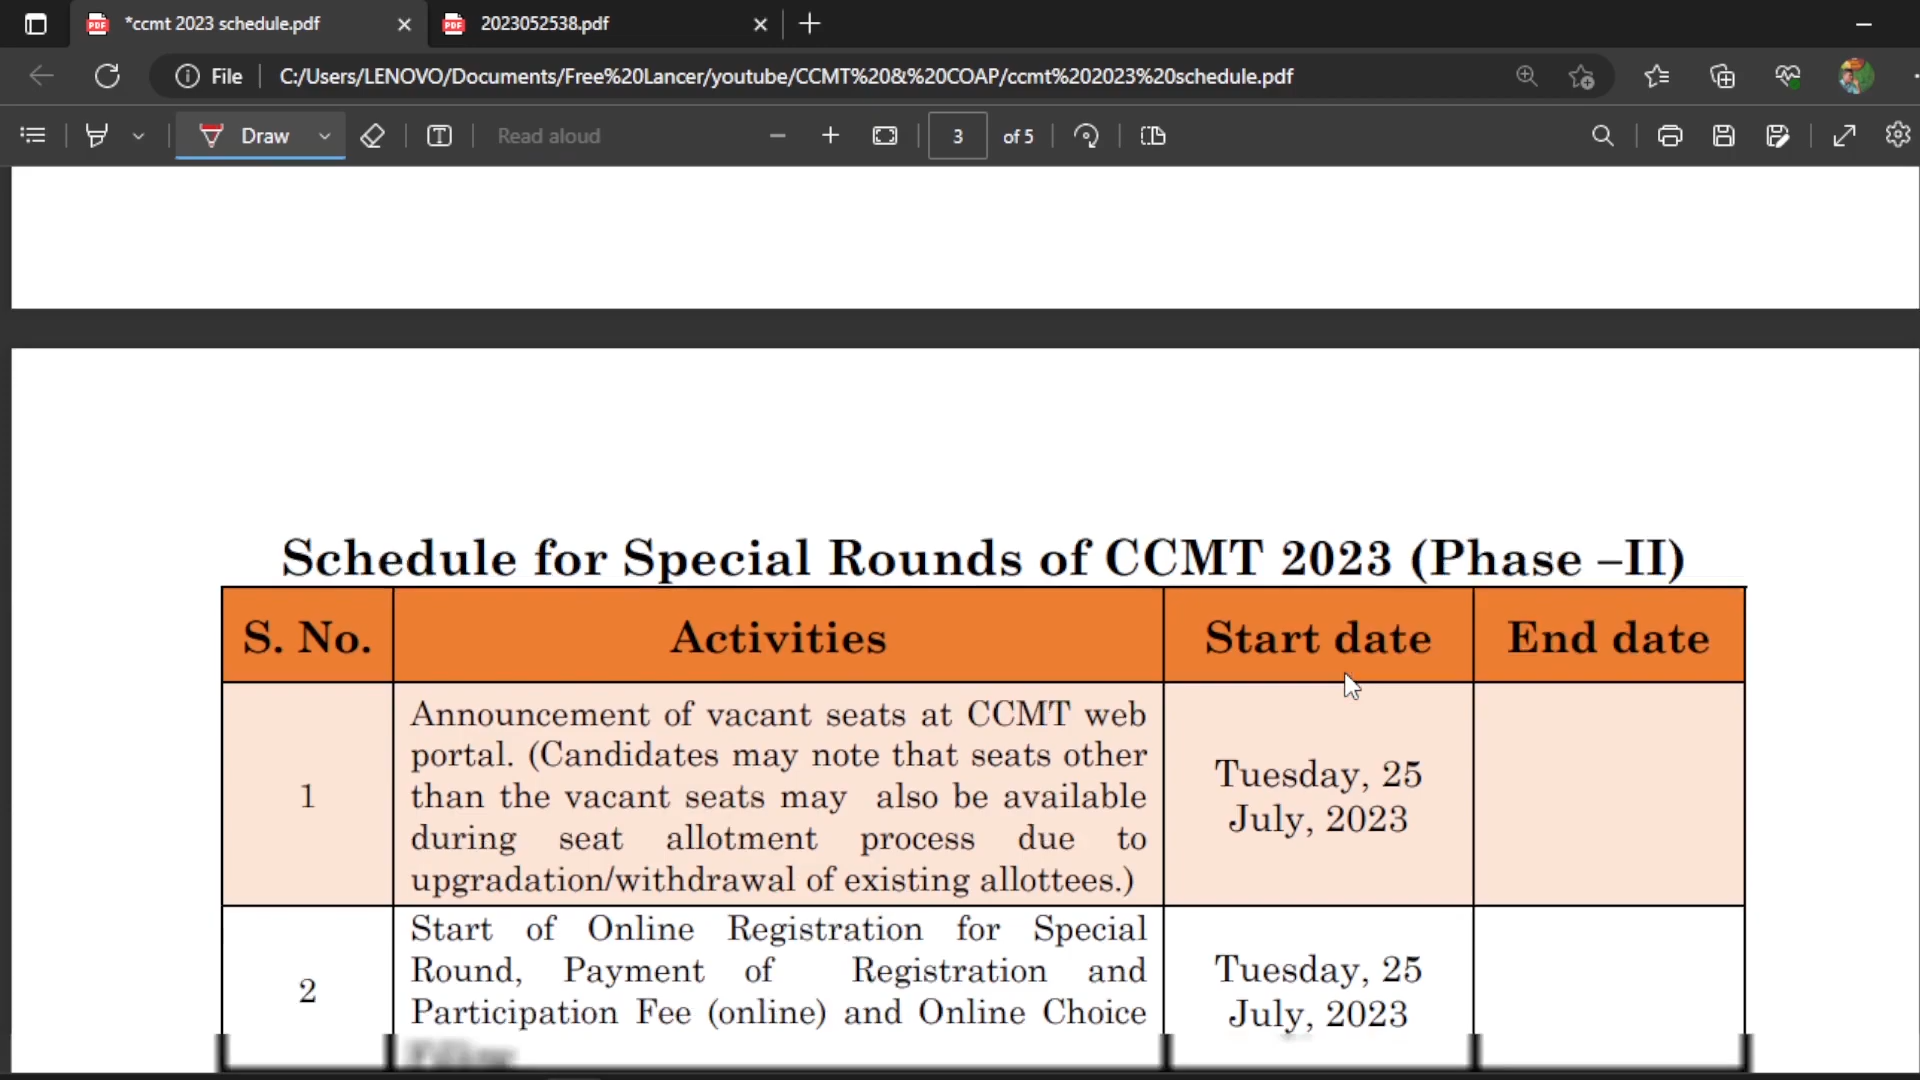 *ccmt 2023 schedule.pdf
2023052538.pdf
File
C:/Users/LENOVO/Documents/Free%20Lancer/youtube/CCMT%20&%20COAP/ccmt%202023%20schedule.pdf
Draw
Read aloud
3
of 5
Schedule for Special Rounds of CCMT 2023 (Phase –II)
S. No.
Activities
Start date
End date
1
Announcement of vacant seats at CCMT web
portal. (Candidates may note that seats other
than the vacant seats may also be available
during seat allotment process due to
upgradation/withdrawal of existing allottees.)
Tuesday, 25
July, 2023
2
Start of Online Registration for Special
Round, Payment of Registration and
Participation Fee (online) and Online Choice
Tuesday, 25
July, 2023